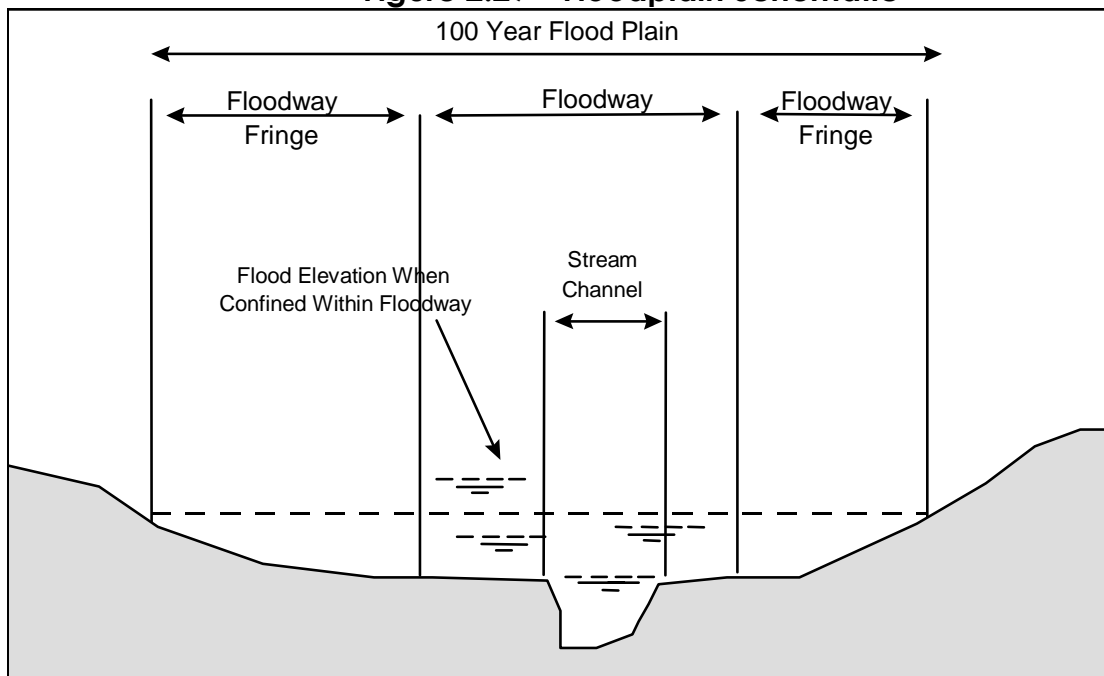 100 Year Flood Plain
Floodway
Fringe
Floodway
Floodway
Fringe
Flood Elevation When
Confined Within Floodway
Stream
Channel